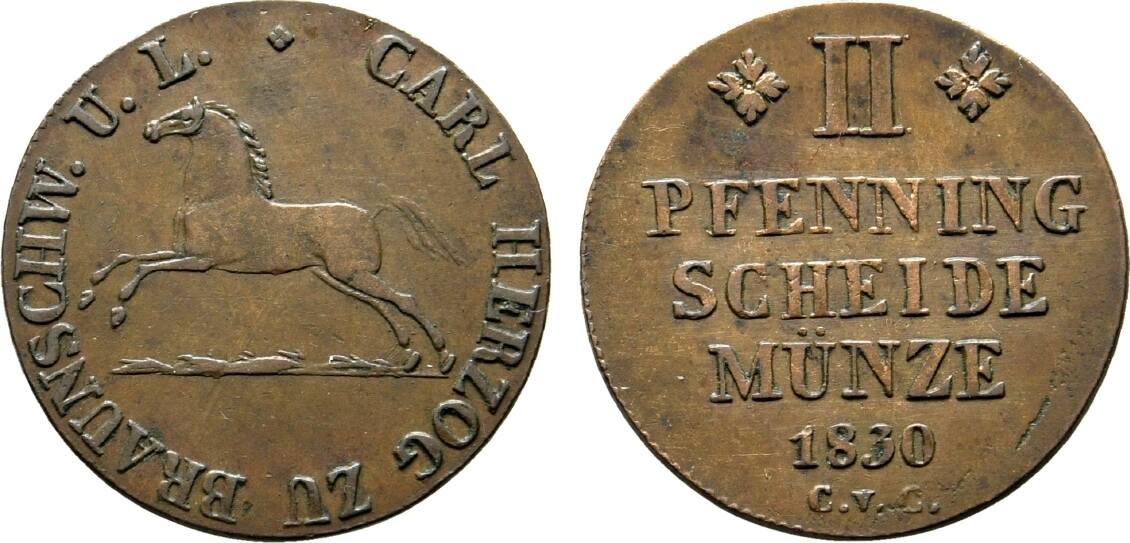 CARL HERZOG ZU BRAUNSCHW. U. L.
II
PFENNING
SCHEIDE
MÜNZE
1830
C.v.C.